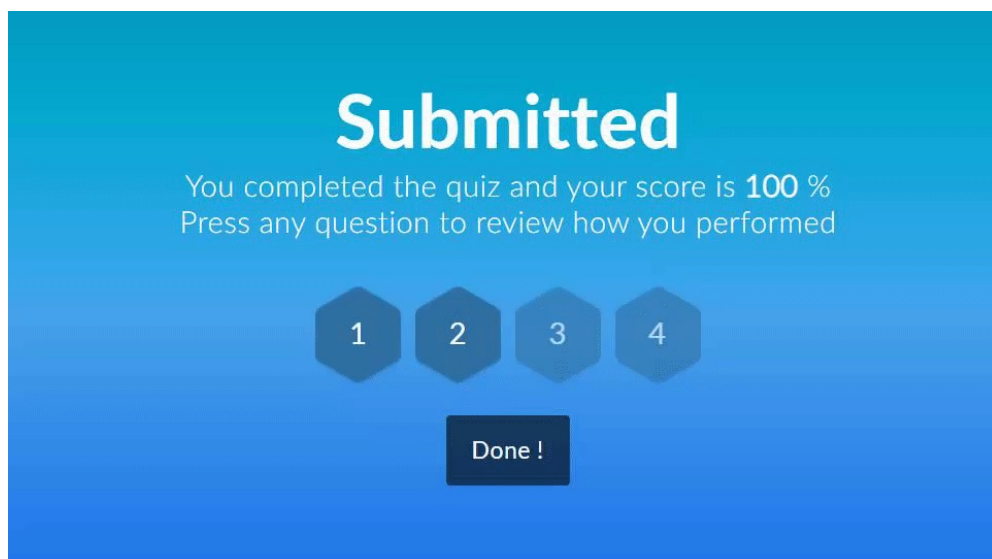 Submitted
You completed the quiz and your score is 100 %
Press any question to review how you performed
1 2 3 4
Done !